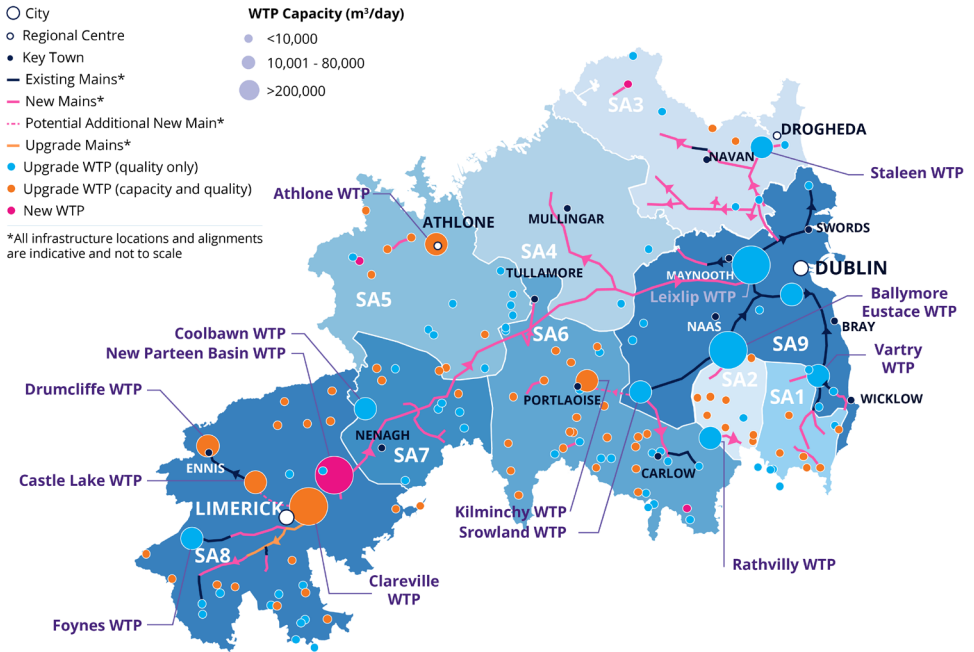 City
Regional Centre
Key Town
Existing Mains*
New Mains*
Potential Additional New Main*
Upgrade Mains*
Upgrade WTP (quality only)
Upgrade WTP (capacity and quality)
New WTP
*All infrastructure locations and alignments
are indicative and not to scale
WTP Capacity (m³/day)
<10,000
10,001 - 80,000
>200,000
SA3
DROGHEDA
NAVAN
Staleen WTP
Athlone WTP
ATHLONE
MULLINGAR
SWORDS
SA4
TULLAMORE
MAYNOOTH
DUBLIN
SA5
Leixlip WTP
Ballymore
Eustace WTP
NAAS
BRAY
Coolbawn WTP
SA6
SA9
New Parteen Basin WTP
Vartry
WTP
SA2
Drumcliffe WTP
PORTLAOISE
SA1
WICKLOW
NENAGH
SA7
ENNIS
CARLOW
Castle Lake WTP
LIMERICK
Kilminchy WTP
Srowland WTP
SA8
Rathvilly WTP
Clareville
WTP
Foynes WTP